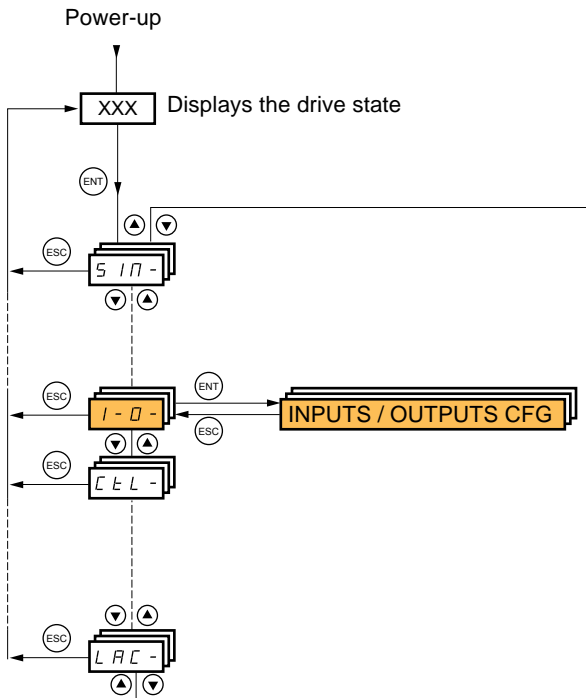 Power-up
XXX Displays the drive state
ENT
ESC
SIM-
ENT
ESC
I-O-
INPUTS / OUTPUTS CFG
ESC
ESC
CtL-
ESC
LAC-